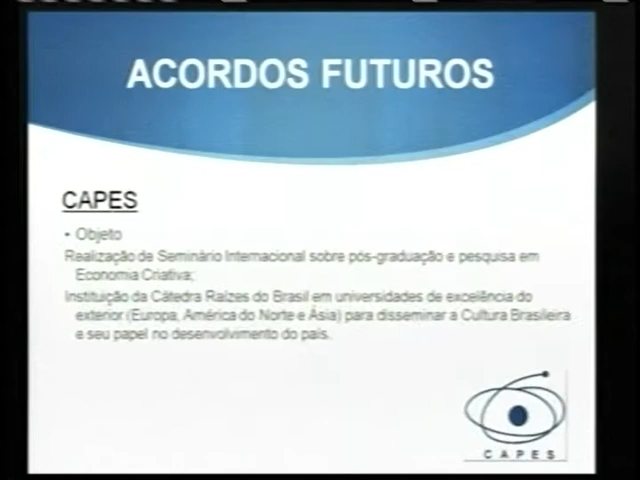 ACORDOS FUTUROS
CAPES
• Objeto
Realização de Seminário Internacional sobre pós-graduação e pesquisa em
Economia Criativa;
Instituição da Cátedra Raízes do Brasil em universidades de excelência do
exterior (Europa, América do Norte e Ásia) para disseminar a Cultura Brasileira
e seu papel no desenvolvimento do país.
CAPES